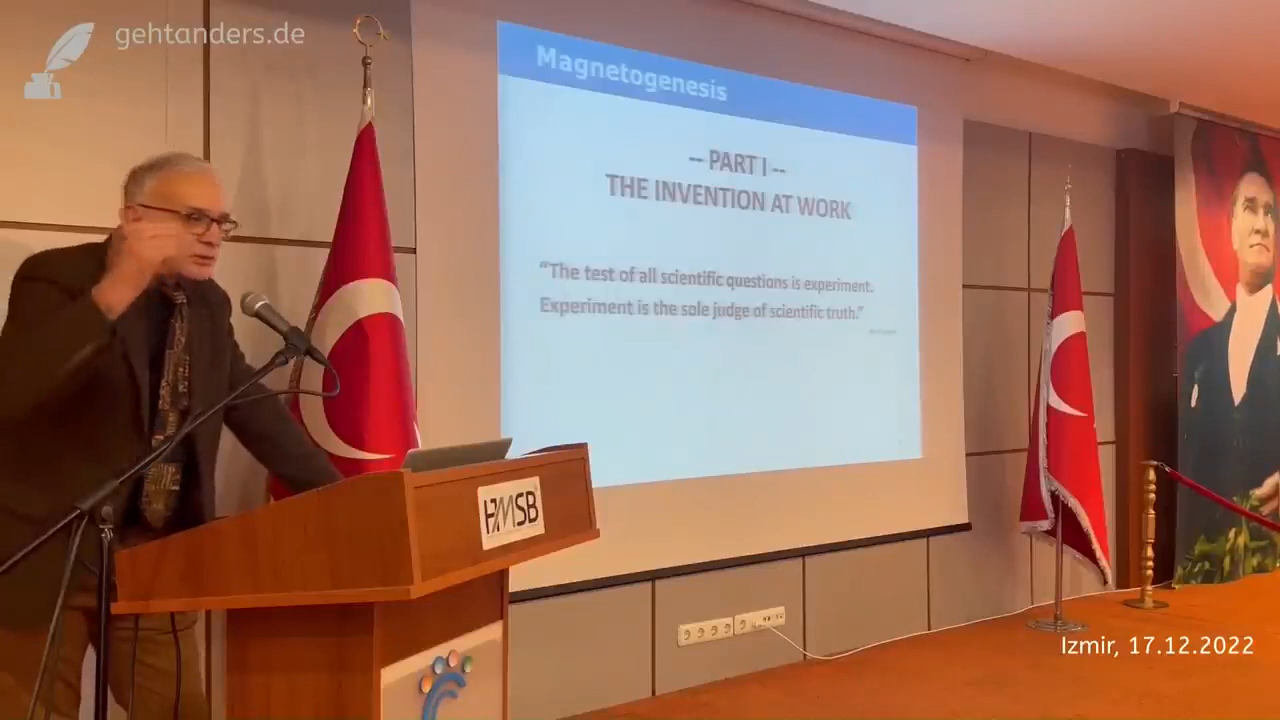 gehtanders.de
Magnetogenesis
-- PART I --
THE INVENTION AT WORK
“The test of all scientific questions is experiment.
Experiment is the sole judge of scientific truth.”
HMSB
Izmir, 17.12.2022